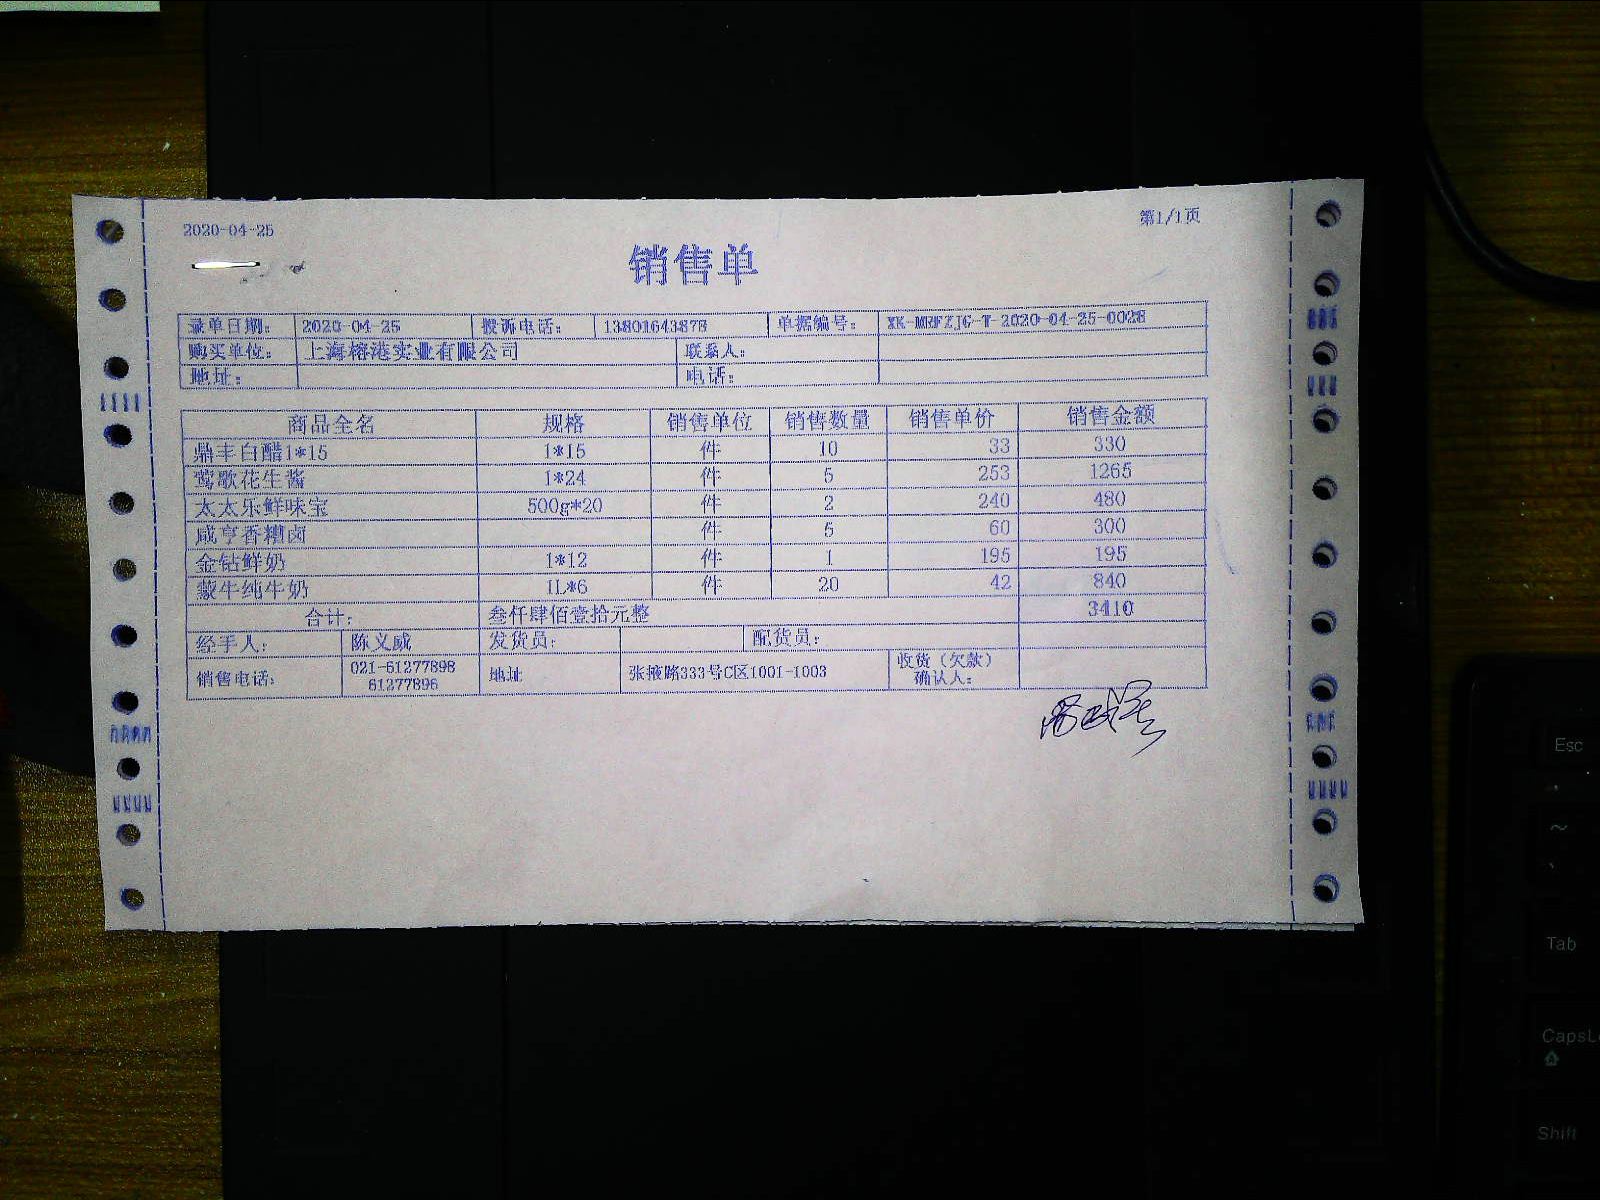 2020-04-25
第1/1页
销售单
录单日期： 2020-04-25 投诉电话： 13801643878 单据编号： XK-MRFZJG-T-2020-04-25-0028
购买单位： 上海榕港实业有限公司 联系人：
地址： 电话：
商品全名 规格 销售单位 销售数量 销售单价 销售金额
鼎丰白醋1*15 1*15 件 10 33 330
莺歌花生酱 1*24 件 5 253 1265
太太乐鲜味宝 500g*20 件 2 240 480
咸亨香糟卤 件 5 60 300
金钻鲜奶 1*12 件 1 195 195
蒙牛纯牛奶 1L*6 件 20 42 840
合计： 叁仟肆佰壹拾元整 3410
经手人： 陈义威 发货员： 配货员：
销售电话： 021-61277898 61277896 地址 张掖路333号C区1001-1003 收货（欠款）确认人：
Esc
~
Tab
CapsL
Shift